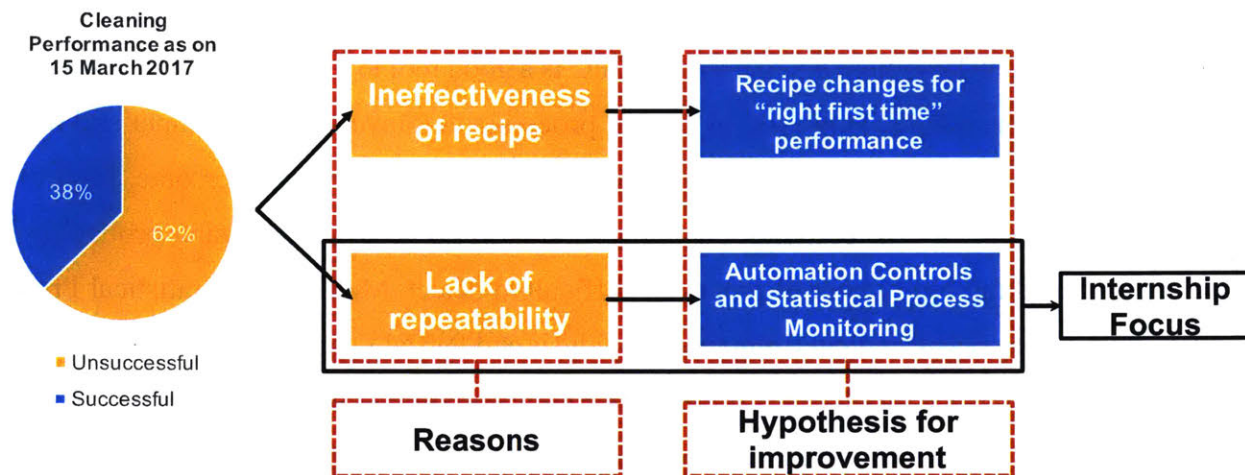 Cleaning
Performance as on
15 March 2017
38%
62%
Unsuccessful
Successful
Ineffectiveness
of recipe
Recipe changes for
“right first time”
performance
Lack of
repeatability
Automation Controls
and Statistical Process
Monitoring
Internship
Focus
Reasons
Hypothesis for
improvement